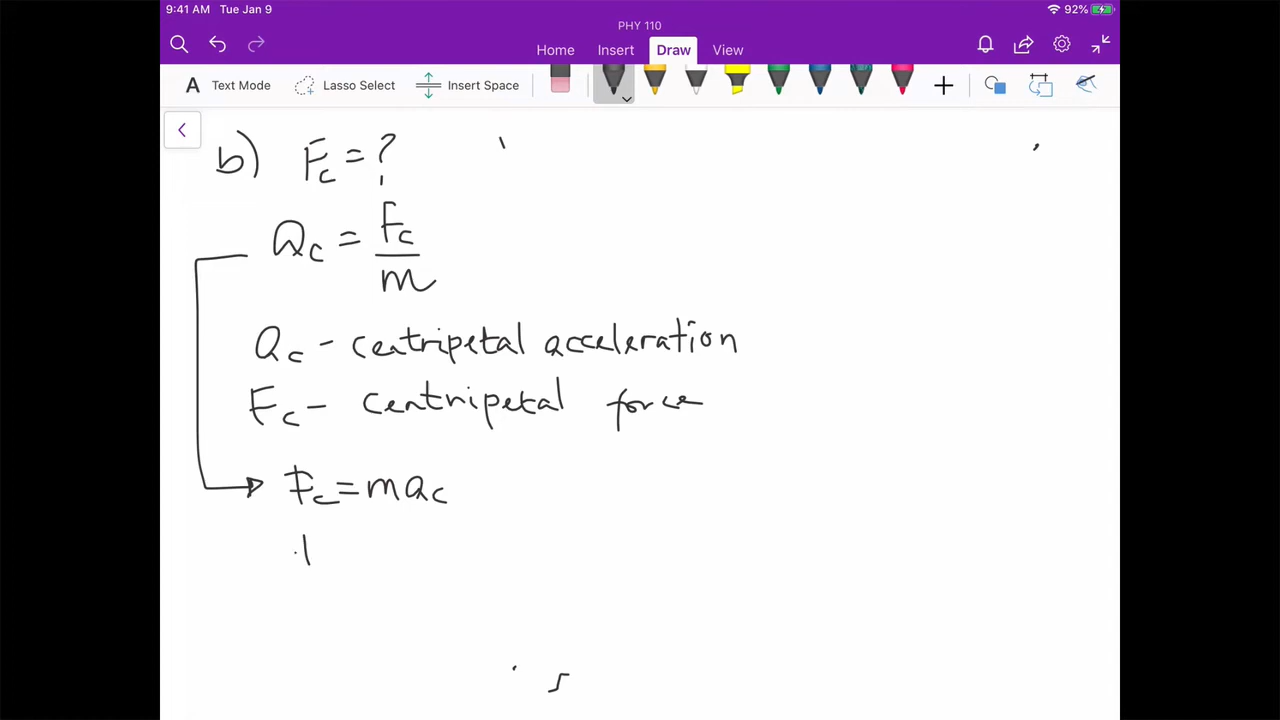 9:41 AM Tue Jan 9 92%
PHY 110
Home Insert Draw View
A Text Mode Lasso Select Insert Space
b) Fc = ?
ac = Fc/m
ac - centripetal acceleration
Fc - centripetal force
Fc = mac